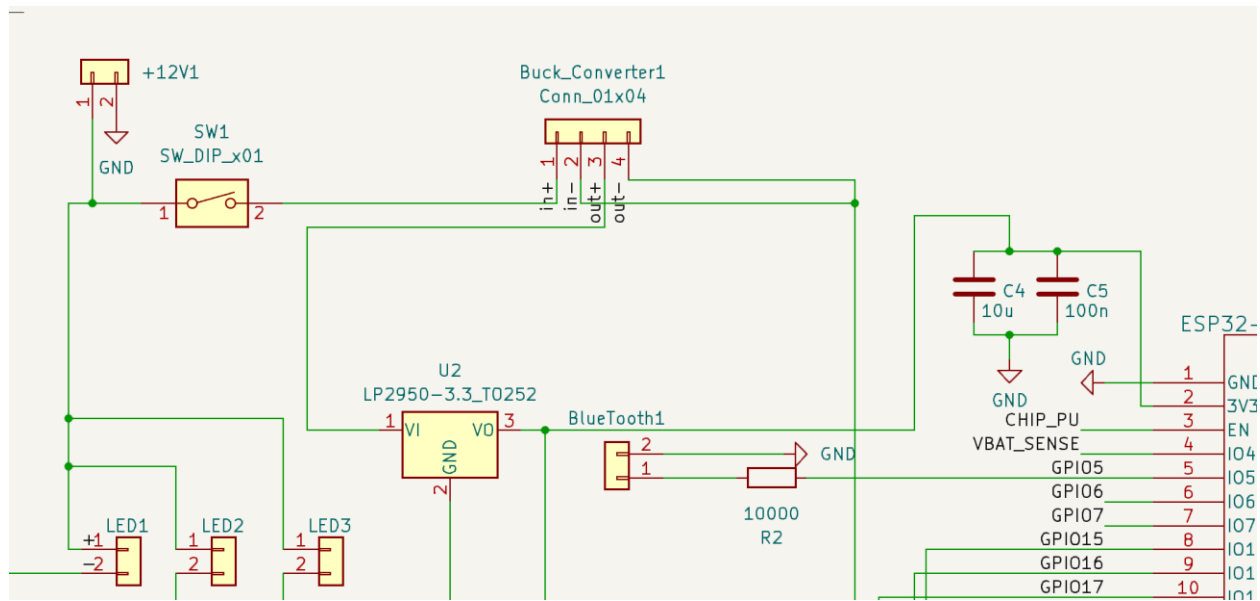 +12V1
1
2
GND
SW1
SW_DIP_x01
1
2
Buck_Converter1
Conn_01x04
1
2
3
4
in+
in-
out+
out-
C4
10u
C5
100n
GND
ESP32-
GND
1
GND
2
3V3
CHIP_PU
3
EN
VBAT_SENSE
4
IO4
GPIO5
5
IO5
GPIO6
6
IO6
GPIO7
7
IO7
GPIO15
8
IO1
GPIO16
9
IO1
GPIO17
10
IO1
U2
LP2950-3.3_TO252
1
VI
VO
3
GND
2
BlueTooth1
2
1
GND
10000
R2
LED1
+1
-2
LED2
1
2
LED3
1
2